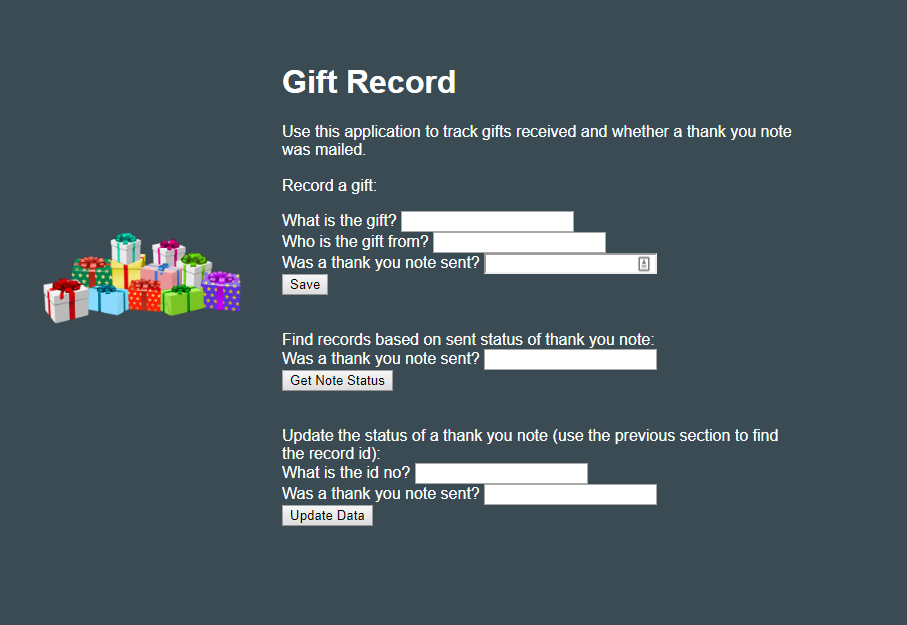 Gift Record
Use this application to track gifts received and whether a thank you note
was mailed.
Record a gift:
What is the gift?
Who is the gift from?
Was a thank you note sent?
Save
Find records based on sent status of thank you note:
Was a thank you note sent?
Get Note Status
Update the status of a thank you note (use the previous section to find
the record id):
What is the id no?
Was a thank you note sent?
Update Data